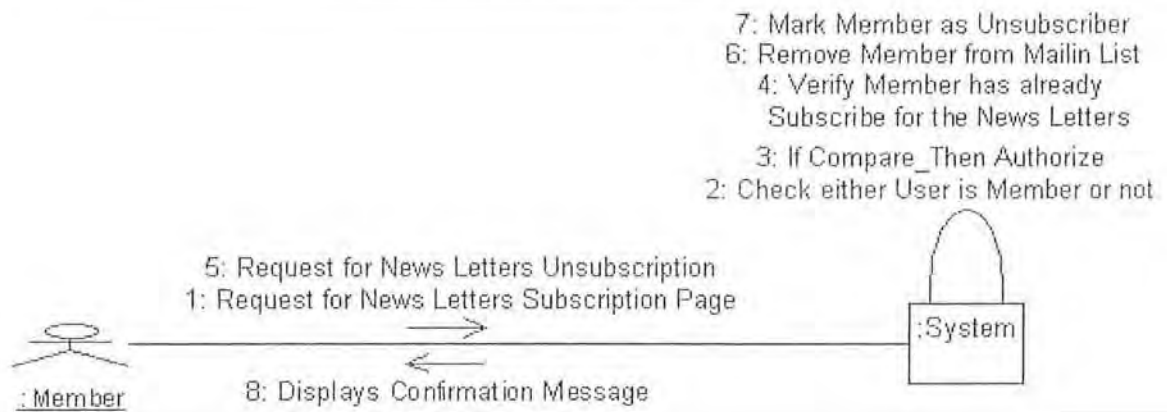 7: Mark Member as Unsubscriber
6: Remove Member from Mailin List
4: Verify Member has already
Subscribe for the News Letters
3: If Compare_Then Authorize
2: Check either User is Member or not
5: Request for News Letters Unsubscription
1: Request for News Letters Subscription Page
:System
8: Displays Confirmation Message
: Member